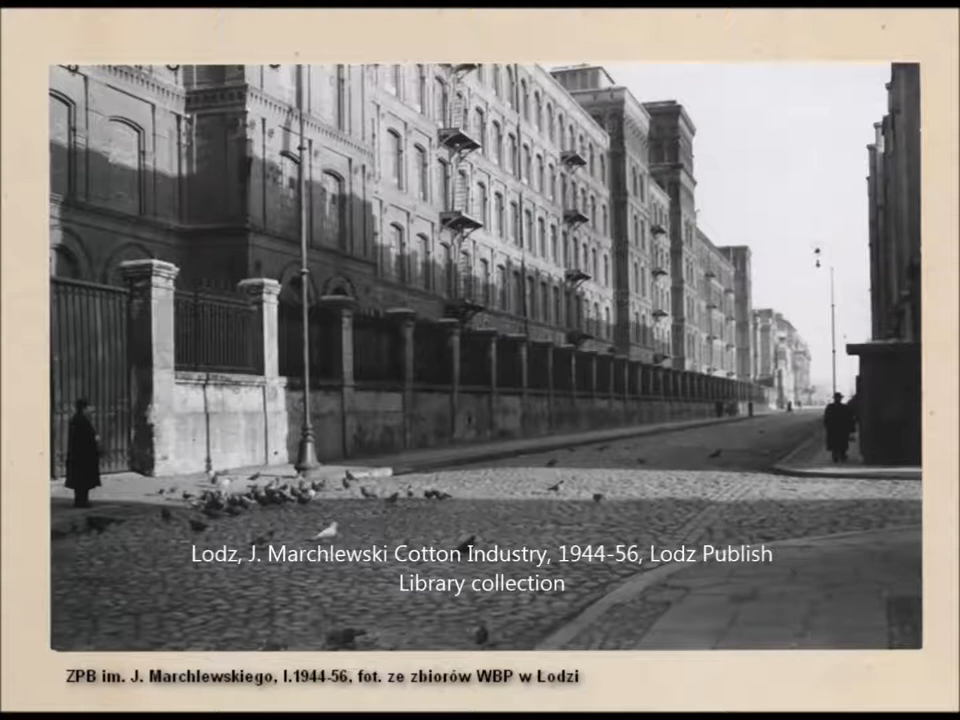 Lodz, J. Marchlewski Cotton Industry, 1944-56, Lodz Publish
Library collection
ZPB im. J. Marchlewskiego, l.1944-56, fot. ze zbiorów WBP w Lodzi